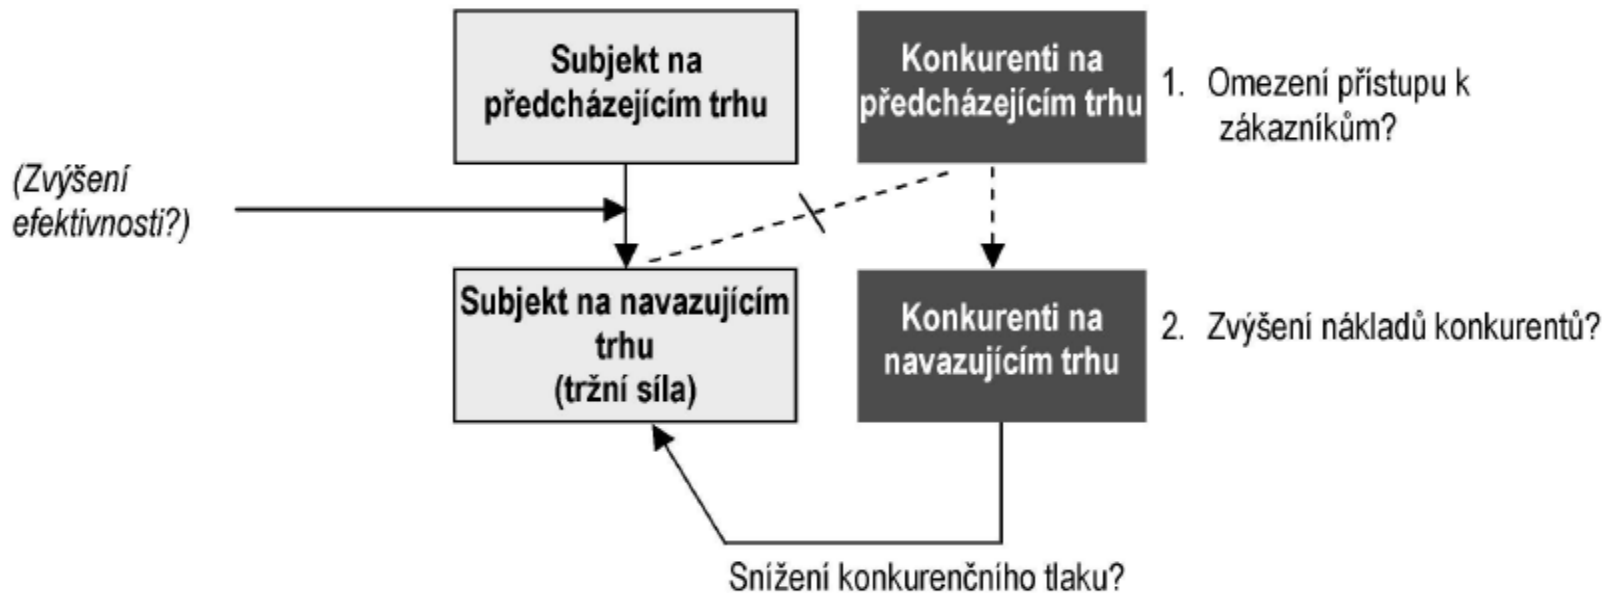 Subjekt na
předcházejícím trhu
Konkurenti na
předcházejícím trhu
1. Omezení přístupu k
zákazníkům?
(Zvýšení
efektivnosti?)
Subjekt na navazujícím
trhu
(tržní síla)
Konkurenti na
navazujícím trhu
2. Zvýšení nákladů konkurentů?
Snížení konkurenčního tlaku?